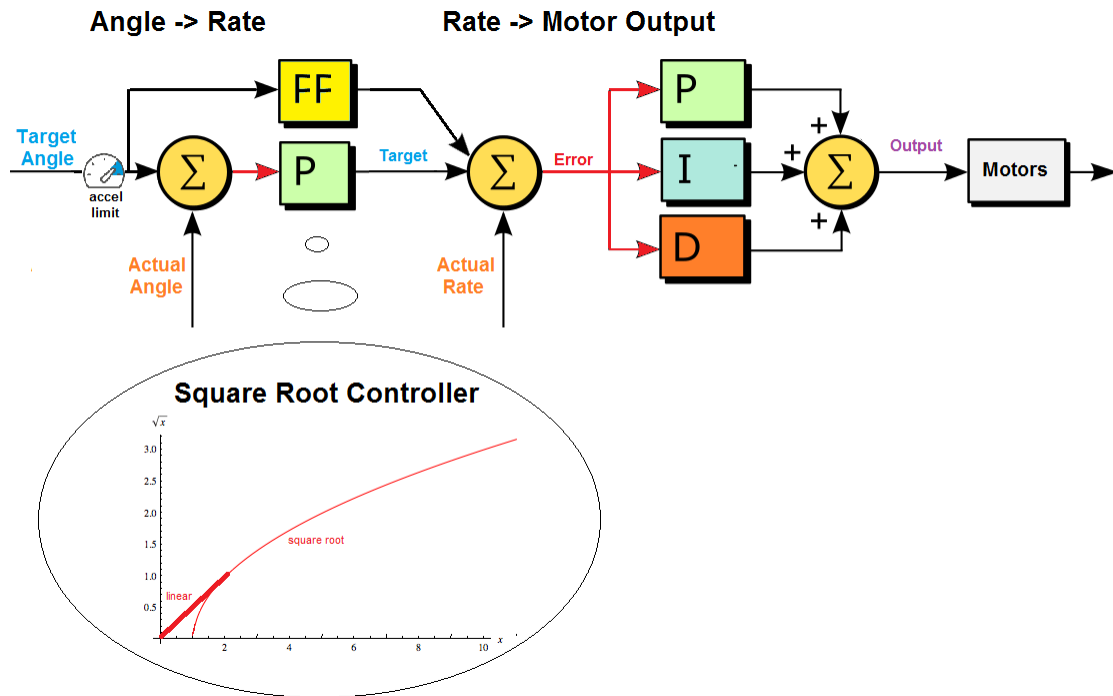 Angle -> Rate
Rate -> Motor Output
FF
P
Target
Angle
accel
limit
Σ
P
Target
Σ
Error
I
D
+
+
+
Σ
Output
Motors
Actual
Angle
Actual
Rate
Square Root Controller
√x
3.0
2.5
2.0
1.5
1.0
0.5
square root
linear
2
4
6
8
10
x